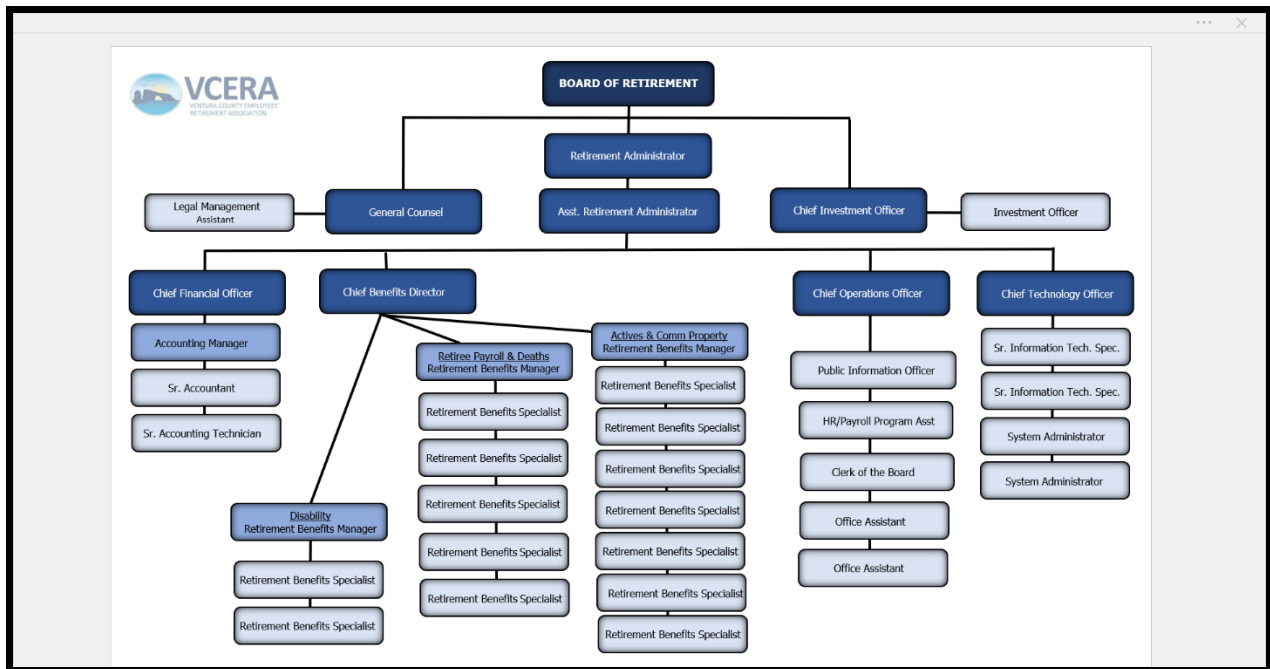 VCERA
VENTURA COUNTY EMPLOYEES'
RETIREMENT ASSOCIATION
BOARD OF RETIREMENT
Retirement Administrator
Legal Management
Assistant
General Counsel
Asst. Retirement Administrator
Chief Investment Officer
Investment Officer
Chief Financial Officer
Chief Benefits Director
Chief Operations Officer
Chief Technology Officer
Accounting Manager
Sr. Accountant
Sr. Accounting Technician
Disability
Retirement Benefits Manager
Retirement Benefits Specialist
Retirement Benefits Specialist
Retiree Payroll & Deaths
Retirement Benefits Manager
Retirement Benefits Specialist
Retirement Benefits Specialist
Retirement Benefits Specialist
Retirement Benefits Specialist
Retirement Benefits Specialist
Actives & Comm Property
Retirement Benefits Manager
Retirement Benefits Specialist
Retirement Benefits Specialist
Retirement Benefits Specialist
Retirement Benefits Specialist
Retirement Benefits Specialist
Retirement Benefits Specialist
Retirement Benefits Specialist
Public Information Officer
HR/Payroll Program Asst
Clerk of the Board
Office Assistant
Office Assistant
Sr. Information Tech. Spec.
Sr. Information Tech. Spec.
System Administrator
System Administrator